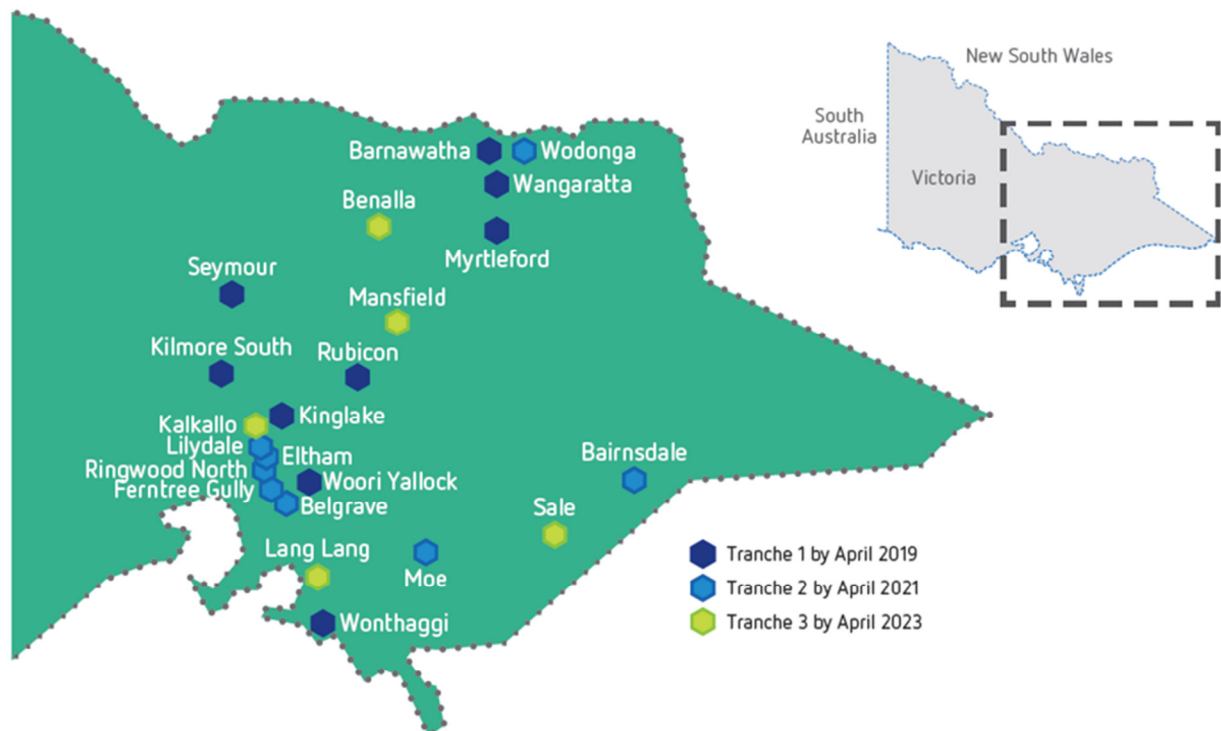 New South Wales
South
Australia
Victoria
Barnawatha
Wodonga
Wangaratta
Benalla
Myrtleford
Seymour
Mansfield
Kilmore South
Rubicon
Kinglake
Kalkallo
Lilydale
Eltham
Ringwood North
Woori Yallock
Ferntree Gully
Belgrave
Bairnsdale
Sale
Lang Lang
Moe
Wonthaggi
Tranche 1 by April 2019
Tranche 2 by April 2021
Tranche 3 by April 2023